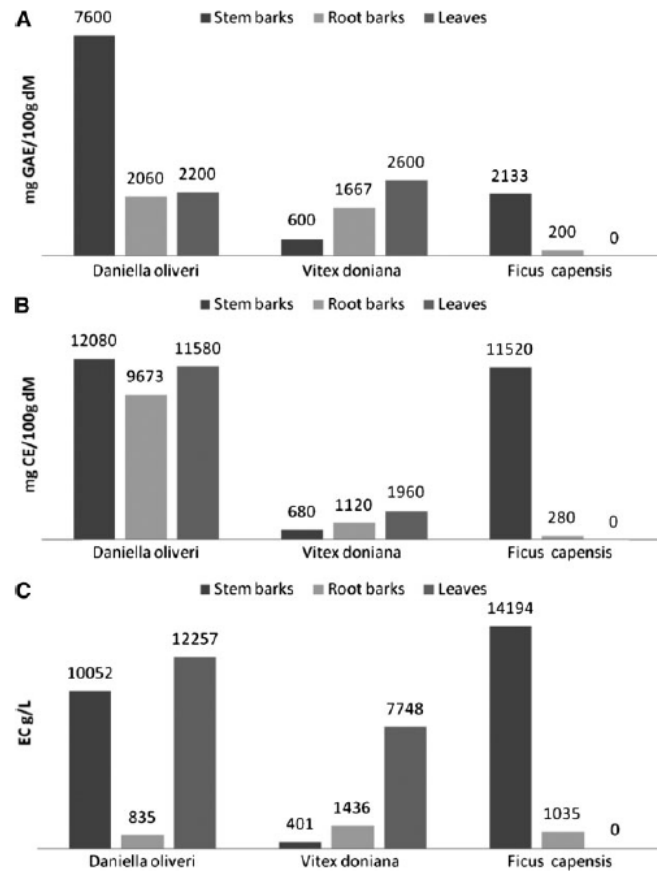 A
Stem barks Root barks Leaves
7600
mg GAE/100g dM
2060 2200
600 1667 2600
2133 200 0
Daniella oliveri Vitex doniana Ficus capensis
B
Stem barks Root barks Leaves
12080 9673 11580
mg CE/100g dM
680 1120 1960
11520 280 0
Daniella oliveri Vitex doniana Ficus capensis
C
Stem barks Root barks Leaves
10052 835 12257
EC g/L
401 1436 7748
14194 1035 0
Daniella oliveri Vitex doniana Ficus capensis